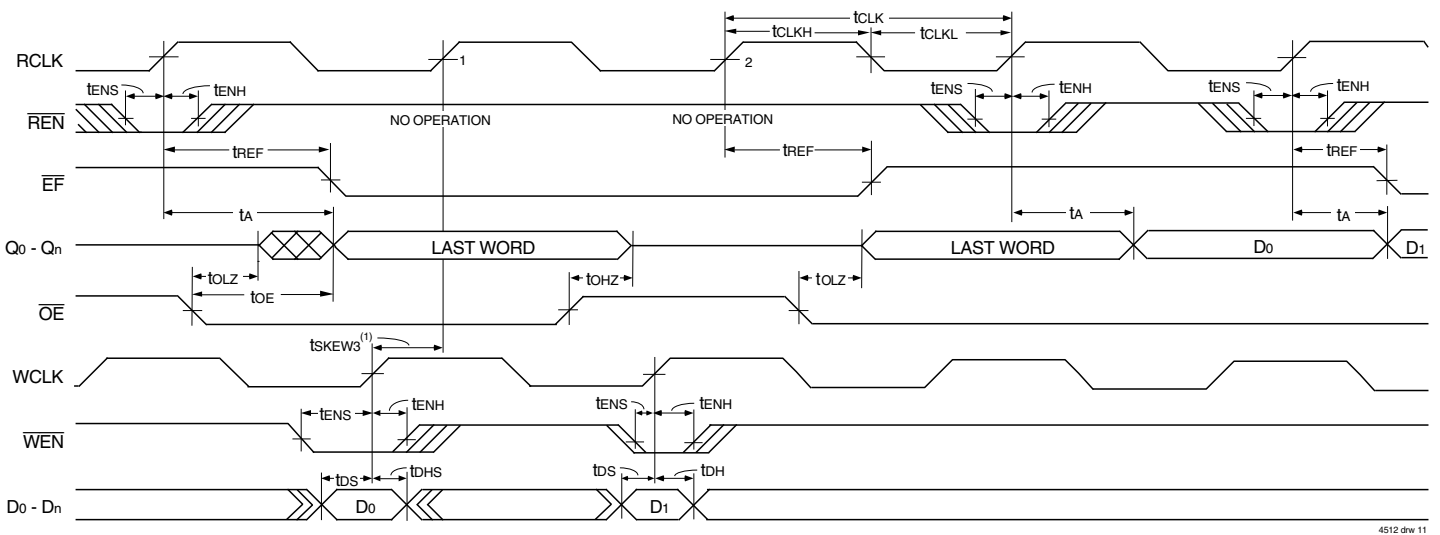 tCLK
tCLKH tCLKL
RCLK 1 2
tENS tENH tENS tENH tENS tENH
REN NO OPERATION NO OPERATION
tREF tREF tREF
EF
tA tA tA
Q0 - Qn LAST WORD LAST WORD D0 D1
tOLZ tOHZ tOLZ
tOE
OE
tSKEW3(1)
WCLK
tENS tENH tENS tENH
WEN
tDS tDHS tDS tDH
D0 - Dn D0 D1
4512 drw 11